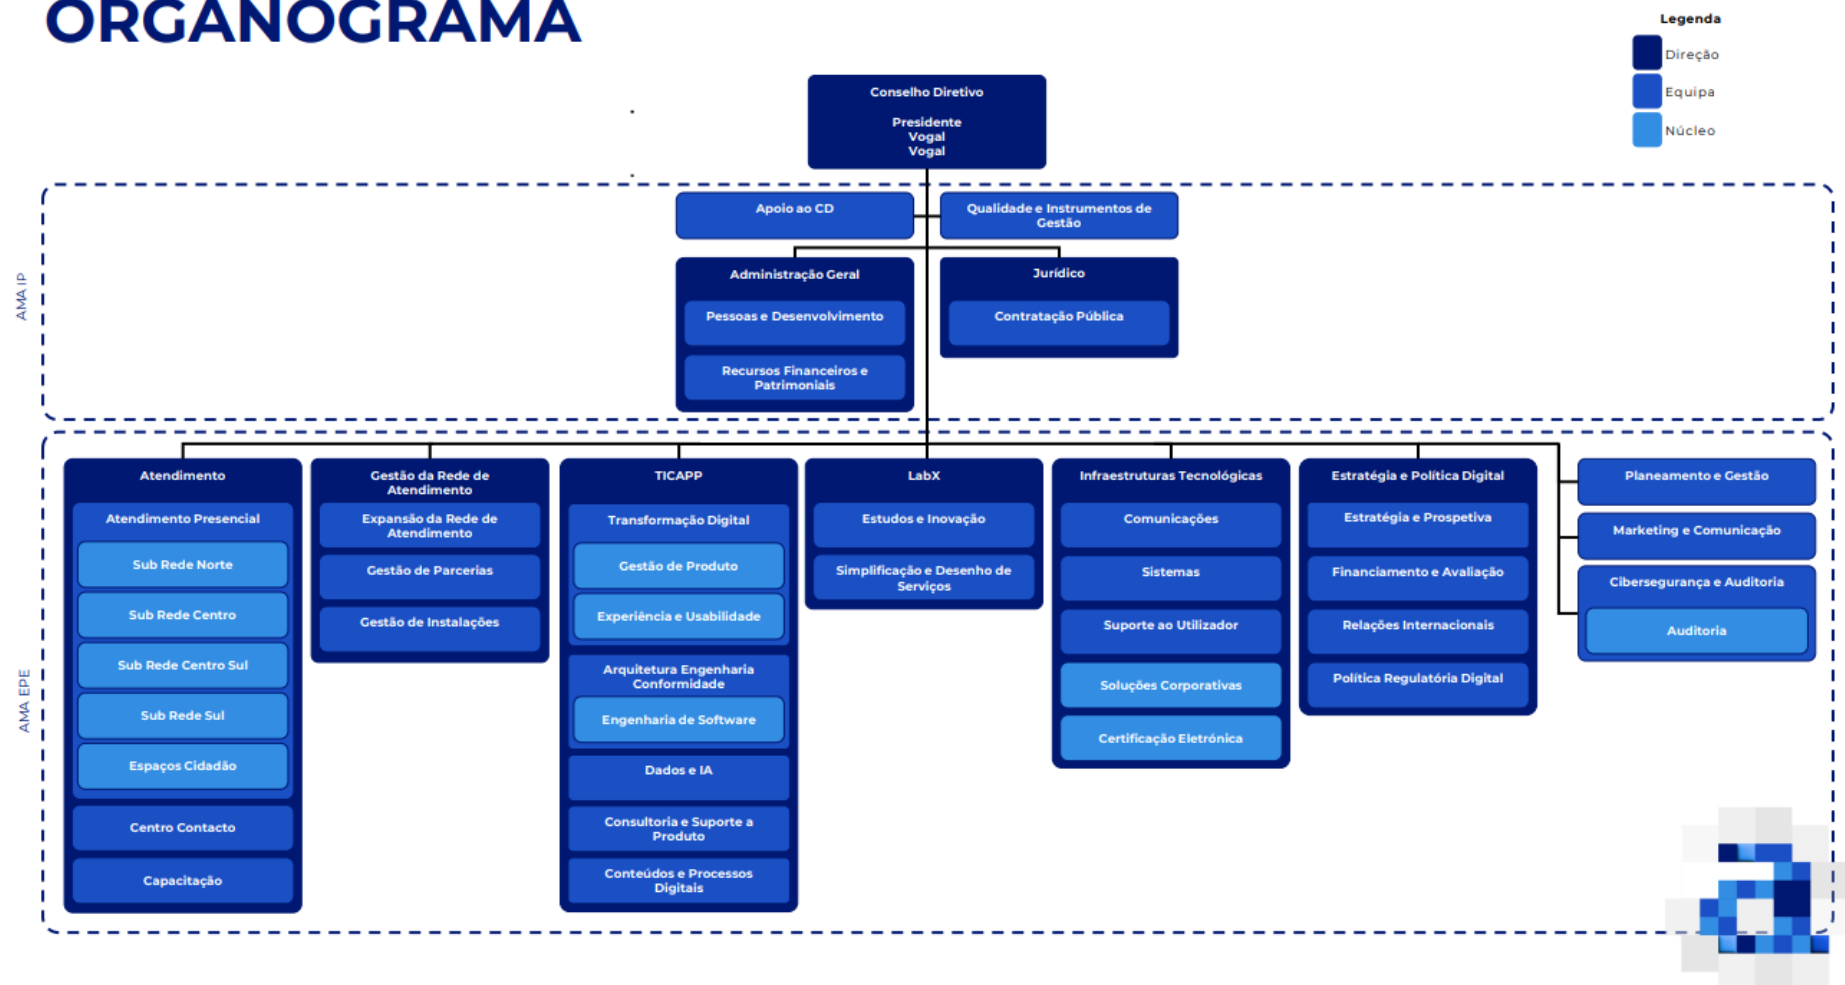 ORGANOGRAMA
Legenda
Direção
Equipa
Núcleo
Conselho Diretivo
Presidente
Vogal
Vogal
AMA IP
Apoio ao CD
Qualidade e Instrumentos de
Gestão
Administração Geral
Pessoas e Desenvolvimento
Recursos Financeiros e
Patrimoniais
Jurídico
Contratação Pública
AMA EPE
Atendimento
Atendimento Presencial
Sub Rede Norte
Sub Rede Centro
Sub Rede Centro Sul
Sub Rede Sul
Espaços Cidadão
Centro Contacto
Capacitação
Gestão da Rede de
Atendimento
Expansão da Rede de
Atendimento
Gestão de Parcerias
Gestão de Instalações
TICAPP
Transformação Digital
Gestão de Produto
Experiência e Usabilidade
Arquitetura Engenharia
Conformidade
Engenharia de Software
Dados e IA
Consultoria e Suporte a
Produto
Conteúdos e Processos
Digitais
LabX
Estudos e Inovação
Simplificação e Desenho de
Serviços
Infraestruturas Tecnológicas
Comunicações
Sistemas
Suporte ao Utilizador
Soluções Corporativas
Certificação Eletrónica
Estratégia e Política Digital
Estratégia e Prospetiva
Financiamento e Avaliação
Relações Internacionais
Política Regulatória Digital
Planeamento e Gestão
Marketing e Comunicação
Cibersegurança e Auditoria
Auditoria
a